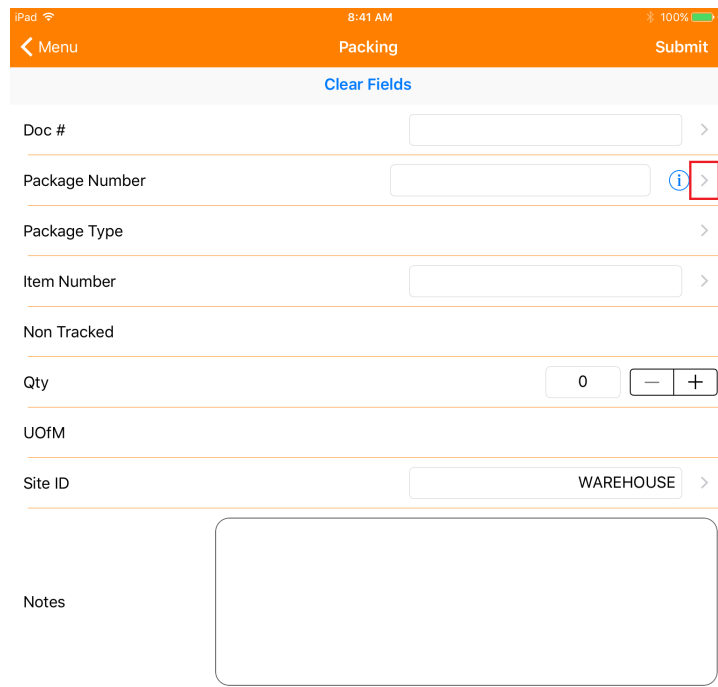 iPad 8:41 AM 100%
Menu Packing Submit
Clear Fields
Doc #
Package Number i
Package Type
Item Number
Non Tracked
Qty 0 — +
UOfM
Site ID WAREHOUSE
Notes